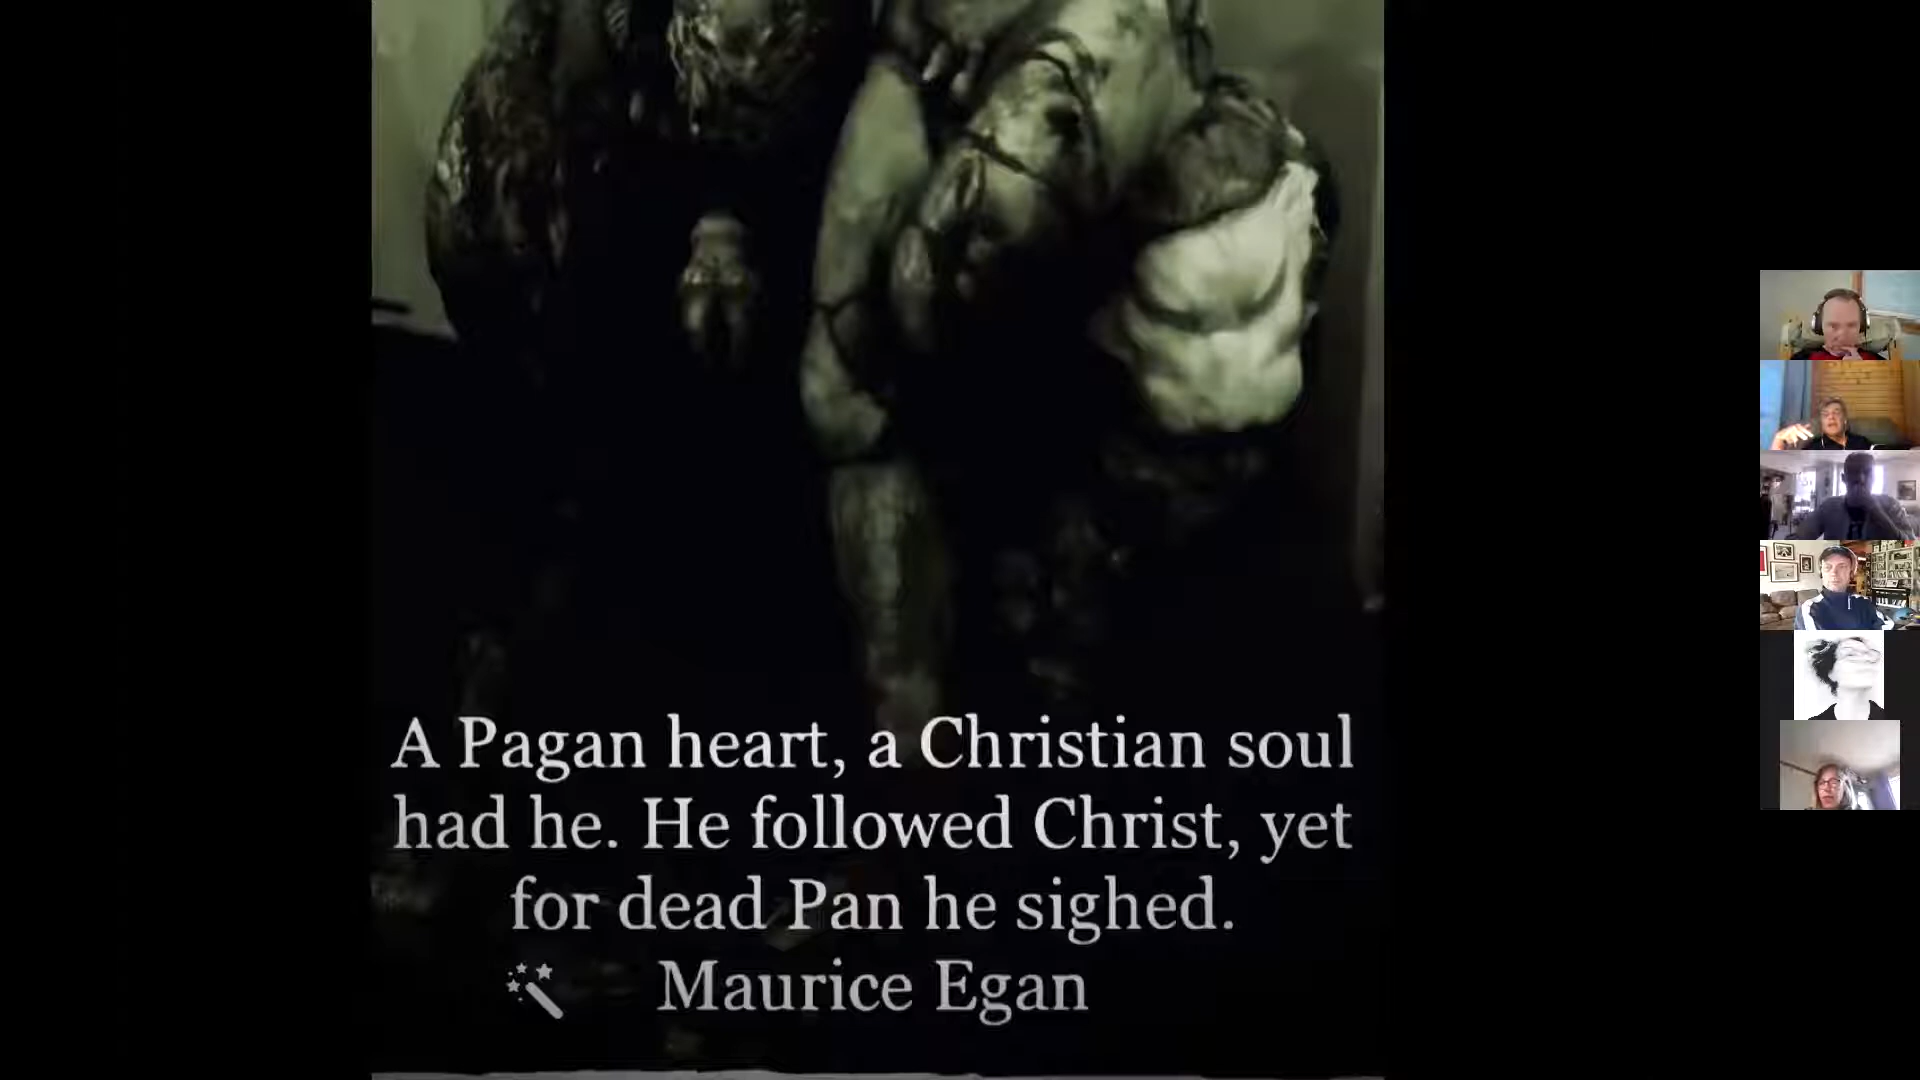 A Pagan heart, a Christian soul
had he. He followed Christ, yet
for dead Pan he sighed.
Maurice Egan